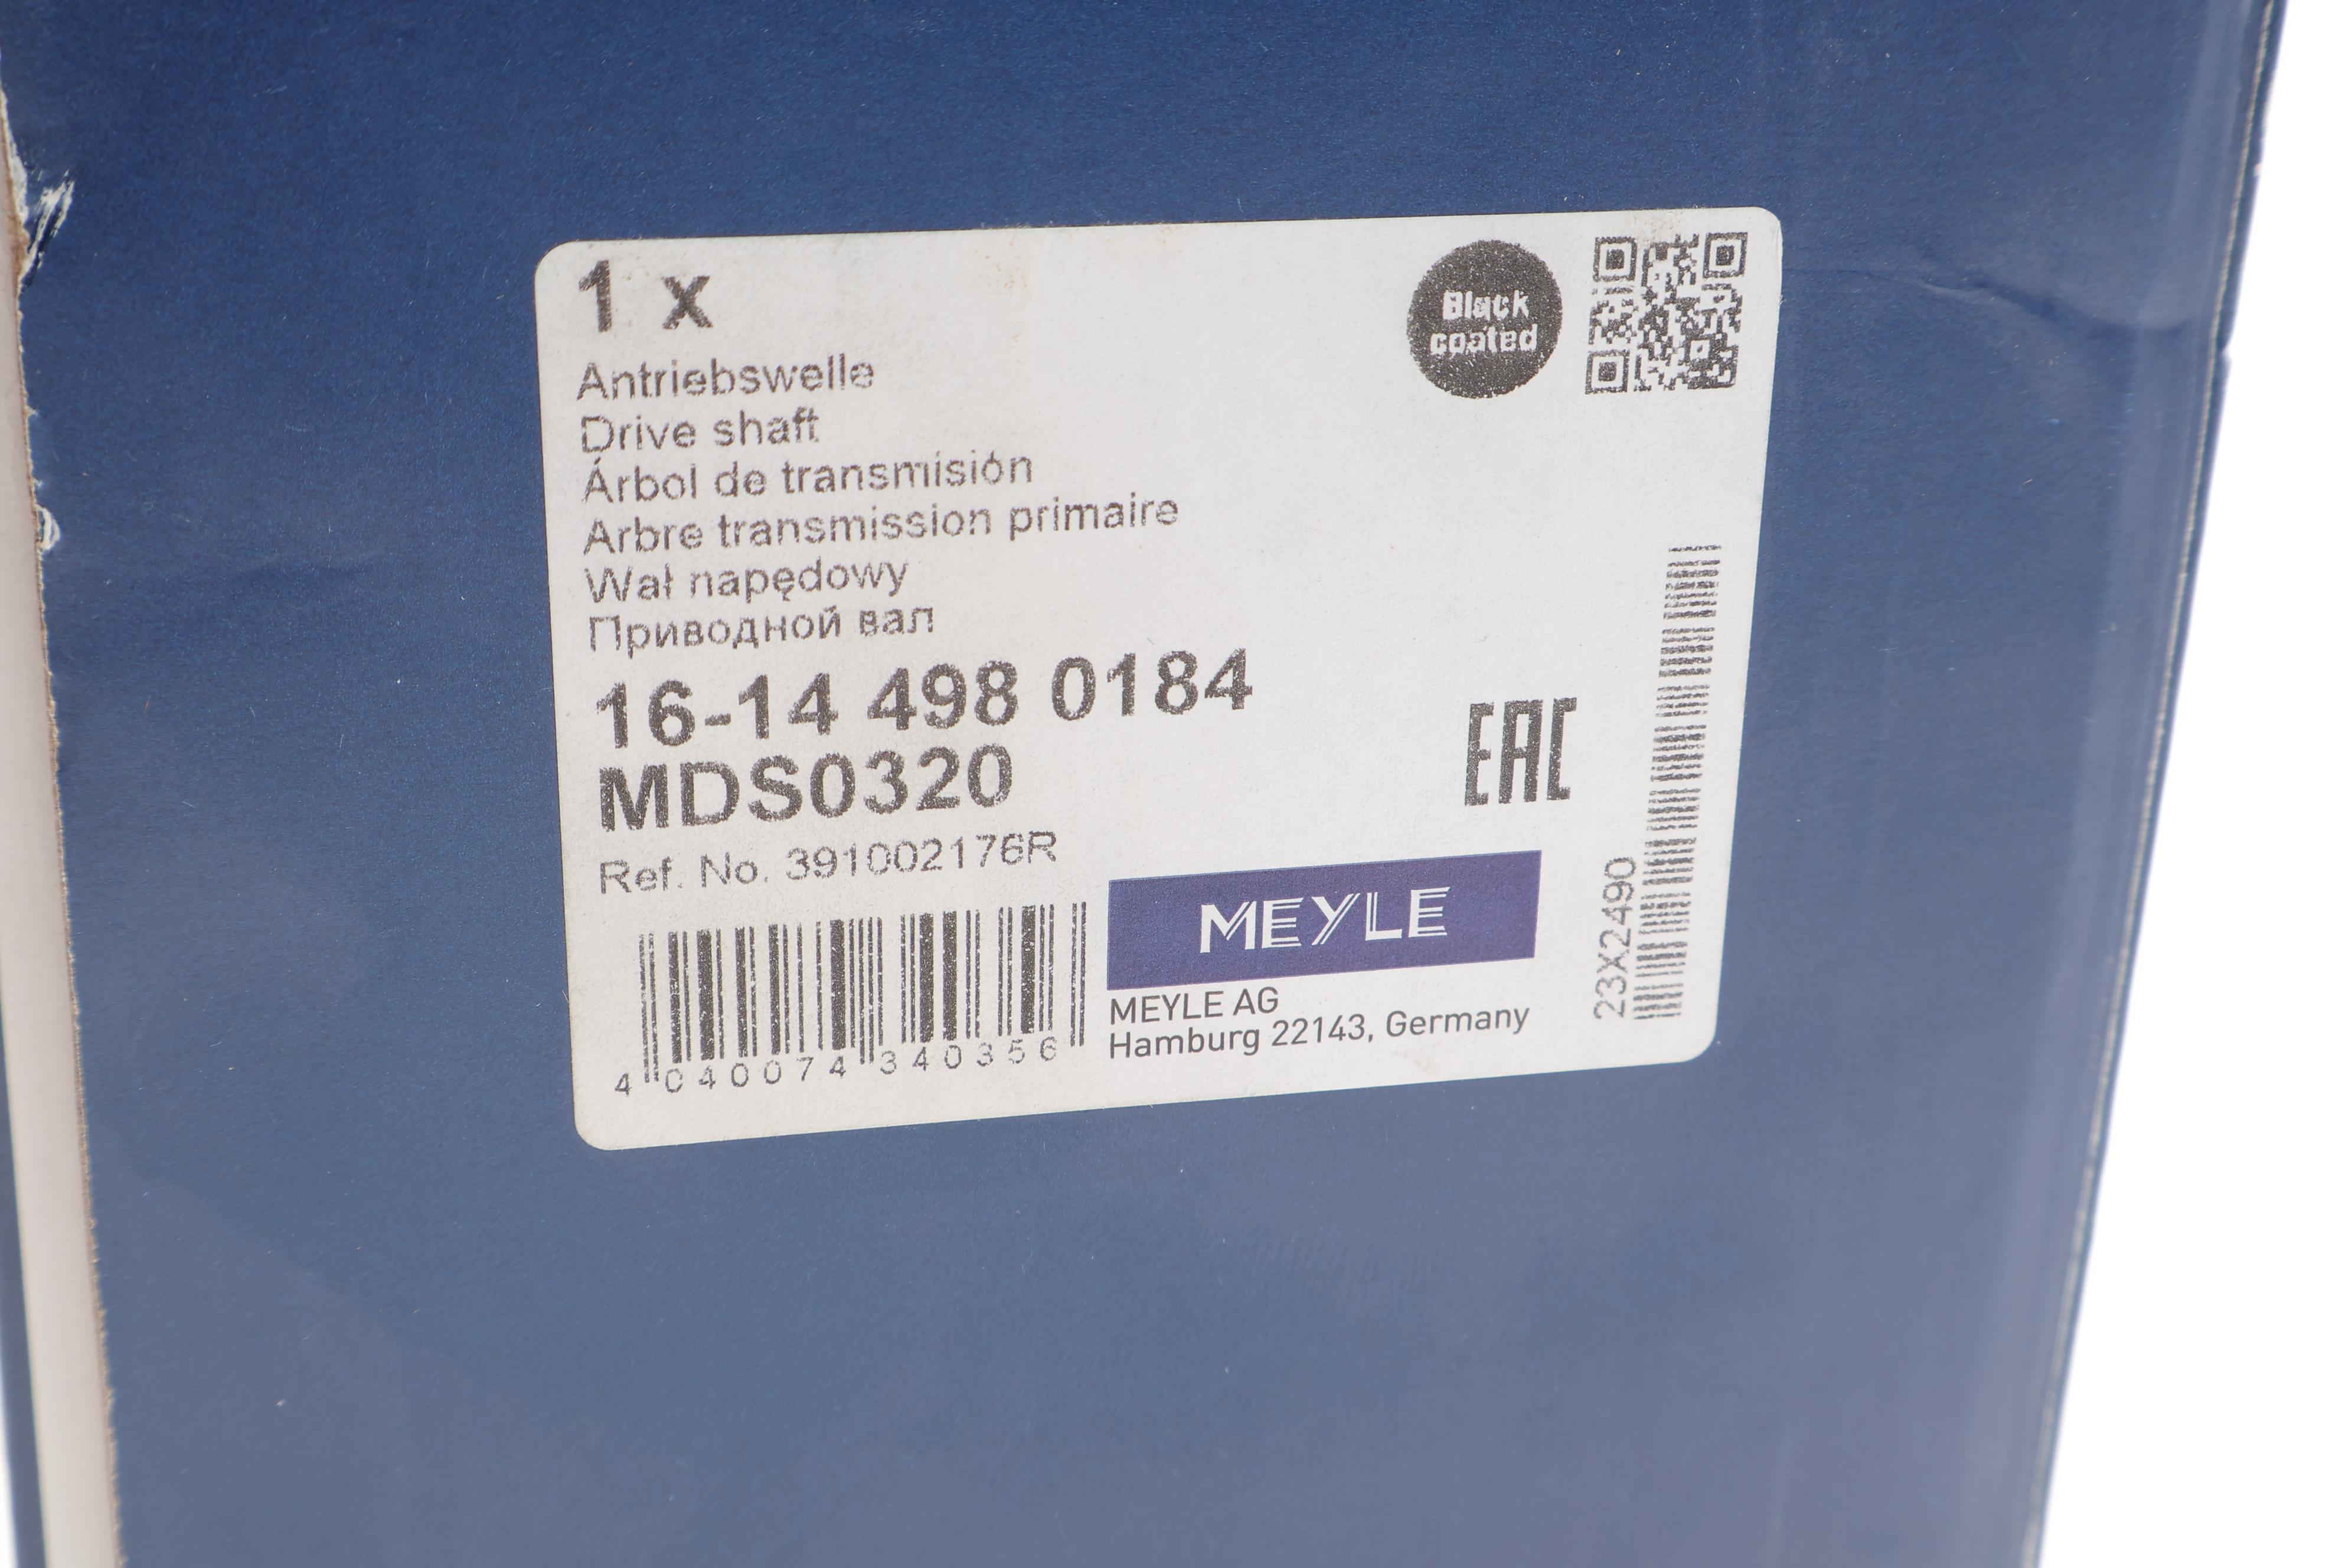 1 x
Black
coated
Antriebswelle
Drive shaft
Árbol de transmisión
Arbre transmission primaire
Wał napędowy
Приводной вал
16-14 498 0184
MDS0320
Ref. No. 391002176R
EAC
MEYLE
MEYLE AG
Hamburg 22143, Germany
4 040074 340356
23X2490